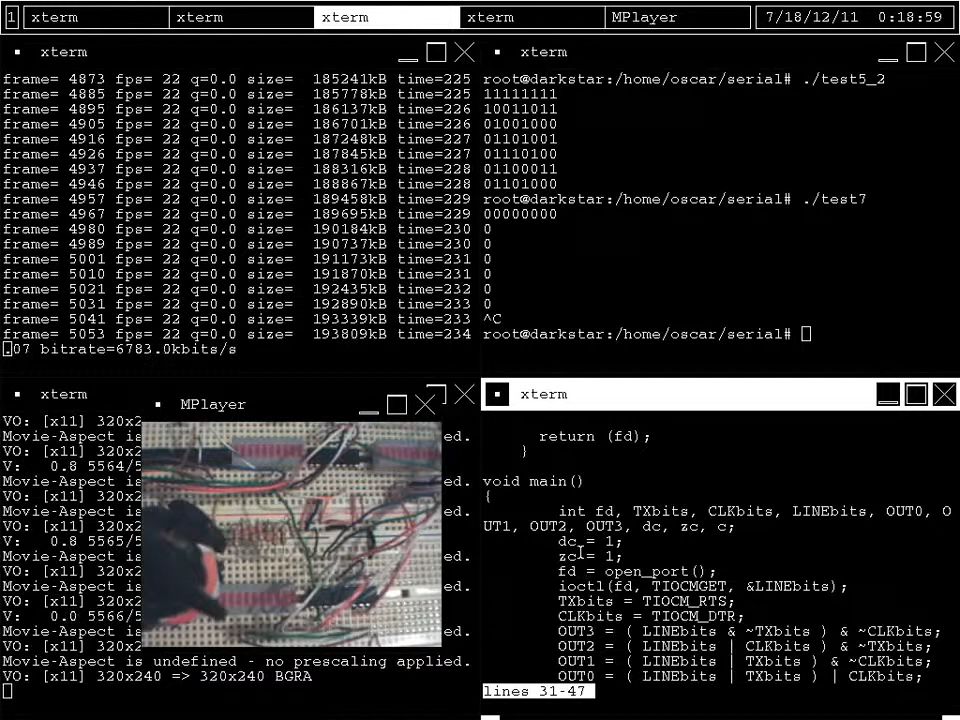 1 xterm xterm xterm xterm MPlayer 7/18/12/11 0:18:59
xterm
frame= 4873 fps= 22 q=0.0 size= 185241kB time=225
frame= 4885 fps= 22 q=0.0 size= 185778kB time=225
frame= 4895 fps= 22 q=0.0 size= 186137kB time=226
frame= 4905 fps= 22 q=0.0 size= 186701kB time=226
frame= 4916 fps= 22 q=0.0 size= 187248kB time=227
frame= 4926 fps= 22 q=0.0 size= 187845kB time=227
frame= 4937 fps= 22 q=0.0 size= 188316kB time=228
frame= 4946 fps= 22 q=0.0 size= 188867kB time=228
frame= 4957 fps= 22 q=0.0 size= 189458kB time=229
frame= 4967 fps= 22 q=0.0 size= 189695kB time=229
frame= 4980 fps= 22 q=0.0 size= 190184kB time=230
frame= 4989 fps= 22 q=0.0 size= 190737kB time=230
frame= 5001 fps= 22 q=0.0 size= 191173kB time=231
frame= 5010 fps= 22 q=0.0 size= 191870kB time=231
frame= 5021 fps= 22 q=0.0 size= 192435kB time=232
frame= 5031 fps= 22 q=0.0 size= 192890kB time=233
frame= 5041 fps= 22 q=0.0 size= 193339kB time=233
frame= 5053 fps= 22 q=0.0 size= 193809kB time=234
.07 bitrate=6783.0kbits/s
xterm
root@darkstar:/home/oscar/serial# ./test5_2
11111111
10011011
01001000
01101001
01110100
01100011
01101000
root@darkstar:/home/oscar/serial# ./test7
00000000
0
0
0
0
0
0
^C
root@darkstar:/home/oscar/serial#
xterm
VO: [x11] 320x2
Movie-Aspect is ed.
VO: [x11] 320x2
V: 0.8 5564/5
Movie-Aspect is ed.
VO: [x11] 320x2
Movie-Aspect is ed.
VO: [x11] 320x2
V: 0.8 5565/5
Movie-Aspect is ed.
VO: [x11] 320x2
Movie-Aspect is ed.
VO: [x11] 320x2
V: 0.0 5566/5
Movie-Aspect is ed.
VO: [x11] 320x2
Movie-Aspect is undefined - no prescaling applied.
VO: [x11] 320x240 => 320x240 BGRA
MPlayer
xterm
return (fd);
}
void main()
{
int fd, TXbits, CLKbits, LINEbits, OUT0, O
UT1, OUT2, OUT3, dc, zc, c;
dc = 1;
zc = 1;
fd = open_port();
ioctl(fd, TIOCMGET, &LINEbits);
TXbits = TIOCM_RTS;
CLKbits = TIOCM_DTR;
OUT3 = ( LINEbits & ~TXbits ) & ~CLKbits;
OUT2 = ( LINEbits | CLKbits ) & ~TXbits;
OUT1 = ( LINEbits | TXbits ) & ~CLKbits;
OUT0 = ( LINEbits | TXbits ) | CLKbits;
lines 31-47